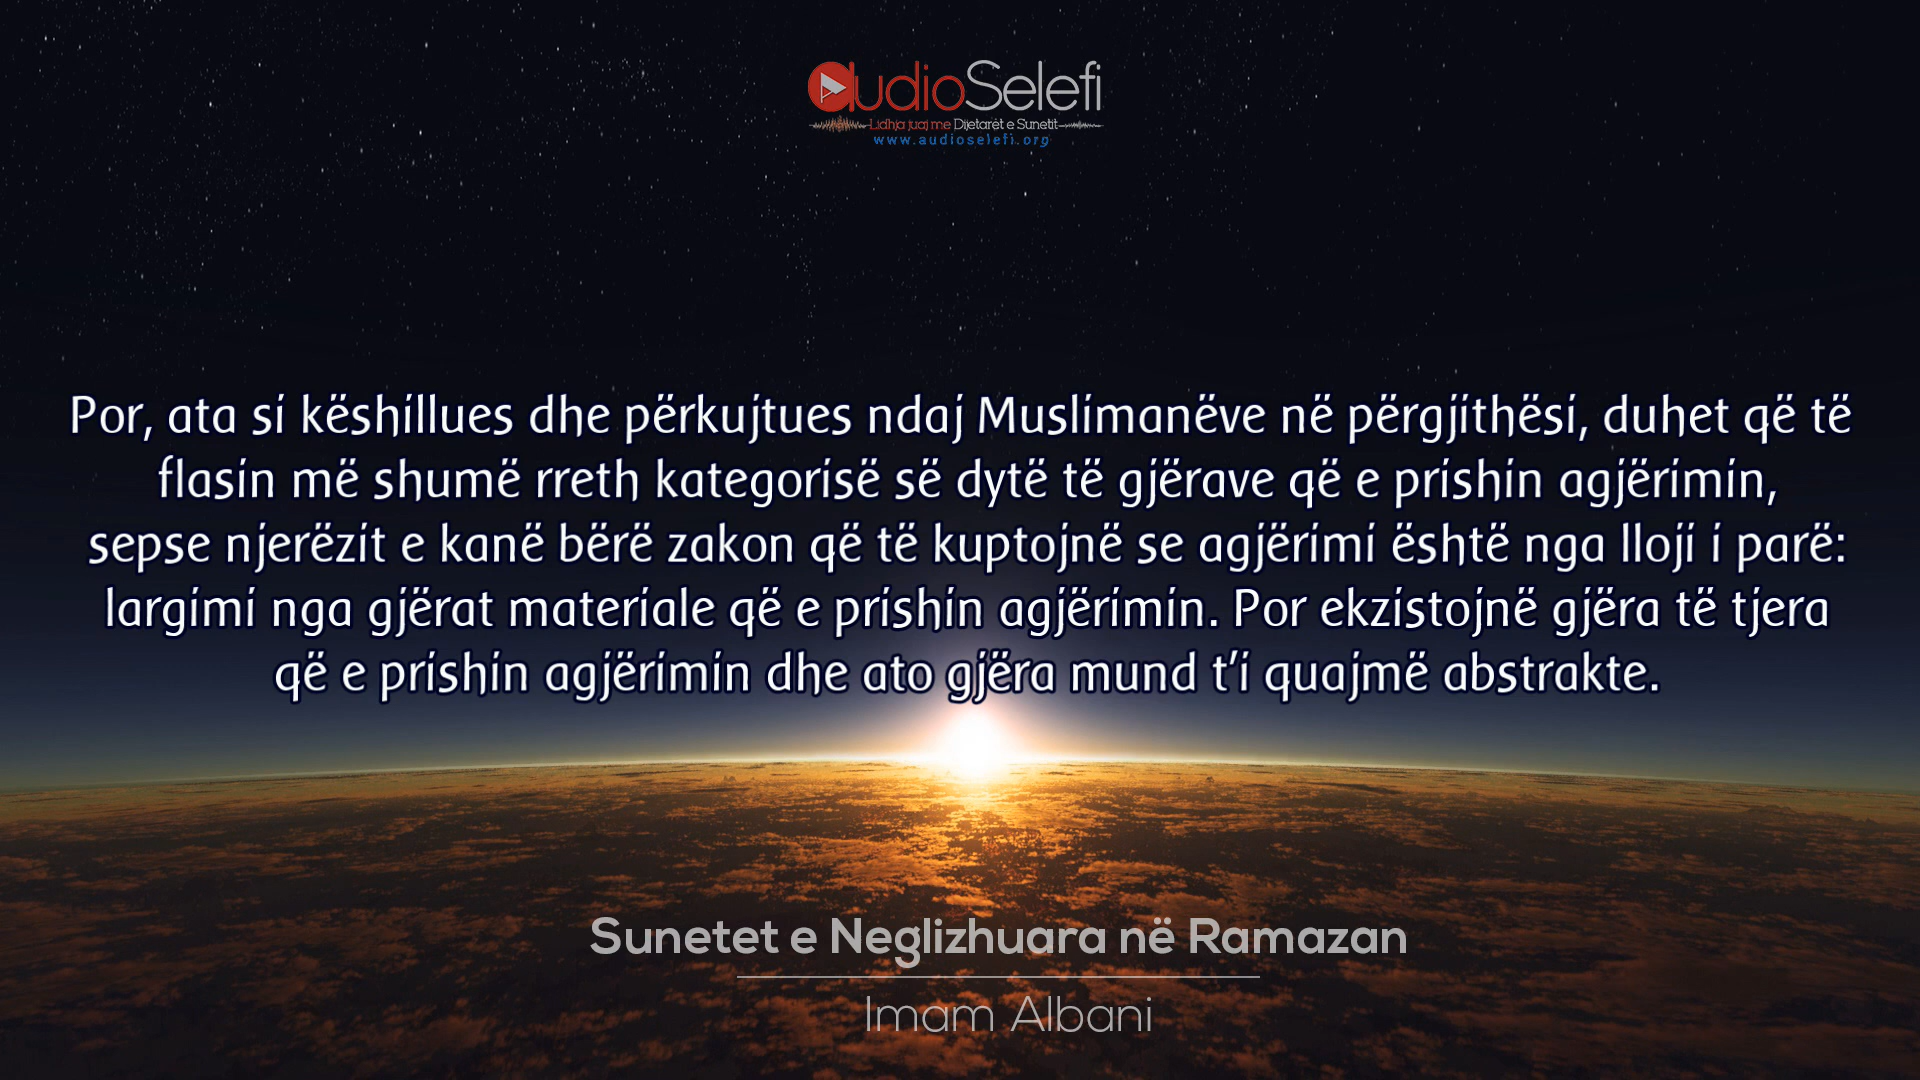 audioSelefi
Lidhja juaj me Dijetarët e Sunetit
www.audioselefi.org
Por, ata si këshillues dhe përkujtues ndaj Muslimanëve në përgjithësi, duhet që të
flasin më shumë rreth kategorisë së dytë të gjërave që e prishin agjërimin,
sepse njerëzit e kanë bërë zakon që të kuptojnë se agjërimi është nga lloji i parë:
largimi nga gjërat materiale që e prishin agjërimin. Por ekzistojnë gjëra të tjera
që e prishin agjërimin dhe ato gjëra mund t’i quajmë abstrakte.
Sunetet e Neglizhuara në Ramazan
Imam Albani